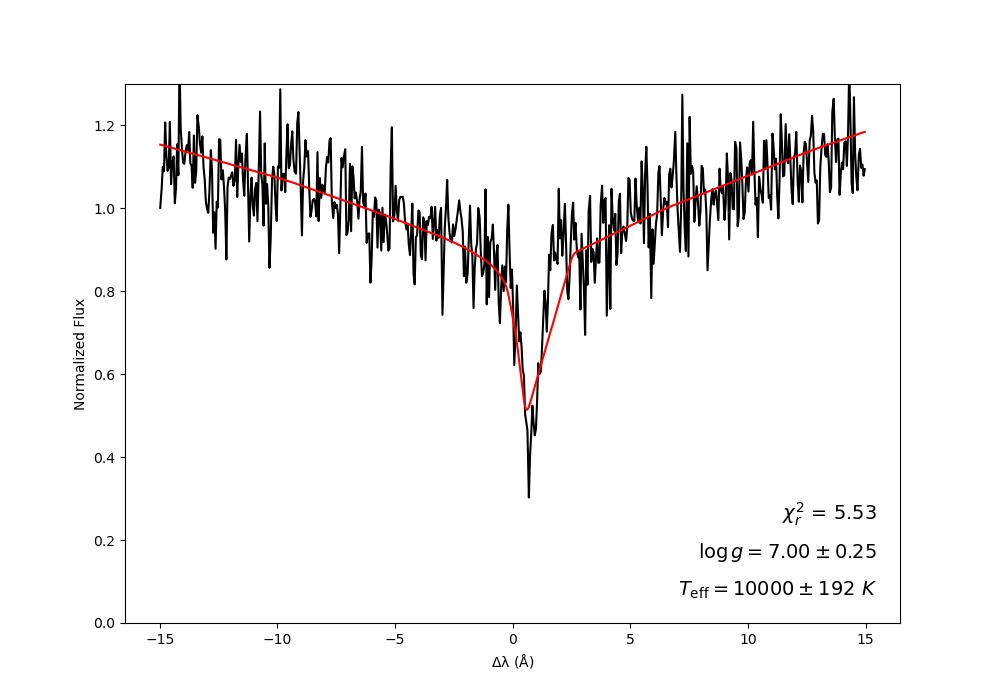 1.2
1.0
0.8
0.6
0.4
0.2
0.0
Normalized Flux
χ²ᵣ = 5.53
log g = 7.00 ± 0.25
T_eff = 10000 ± 192 K
−15 −10 −5 0 5 10 15
Δλ (Å)